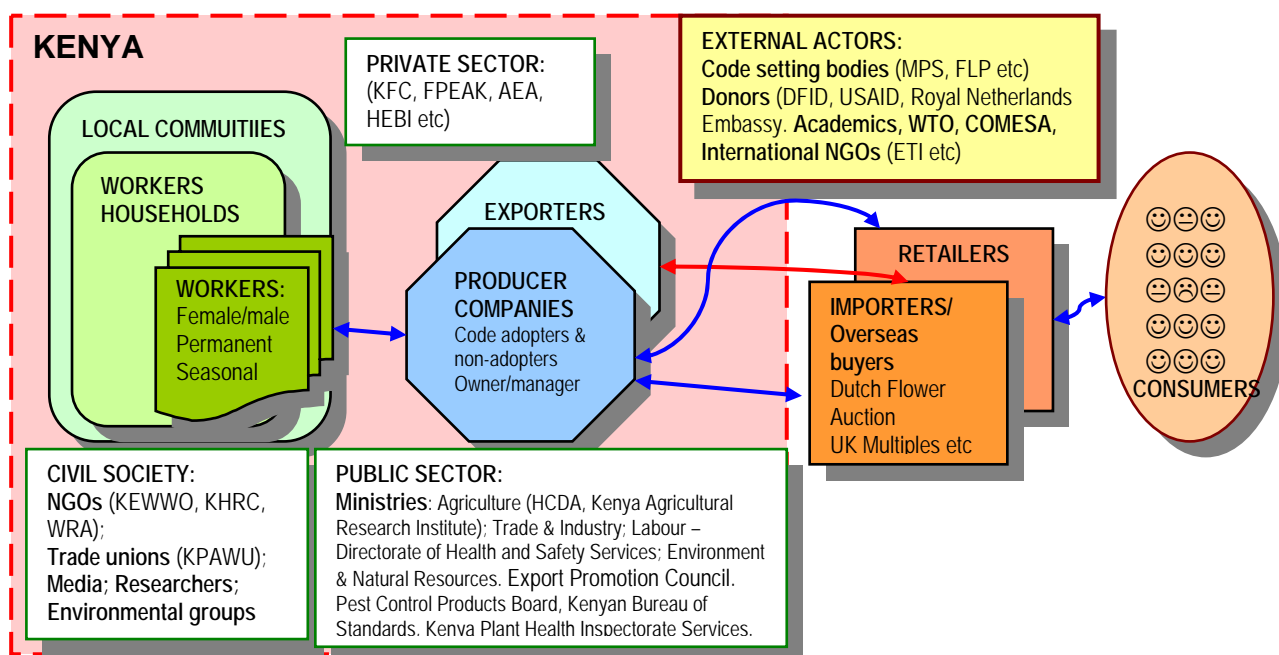 KENYA
PRIVATE SECTOR:
(KFC, FPEAK, AEA,
HEBI etc)
EXTERNAL ACTORS:
Code setting bodies (MPS, FLP etc)
Donors (DFID, USAID, Royal Netherlands
Embassy. Academics, WTO, COMESA,
International NGOs (ETI etc)
LOCAL COMMUITIIES
WORKERS
HOUSEHOLDS
WORKERS:
Female/male
Permanent
Seasonal
EXPORTERS
PRODUCER
COMPANIES
Code adopters &
non-adopters
Owner/manager
RETAILERS
IMPORTERS/
Overseas
buyers
Dutch Flower
Auction
UK Multiples etc
CONSUMERS
CIVIL SOCIETY:
NGOs (KEWWO, KHRC,
WRA);
Trade unions (KPAWU);
Media; Researchers;
Environmental groups
PUBLIC SECTOR:
Ministries: Agriculture (HCDA, Kenya Agricultural
Research Institute); Trade & Industry; Labour –
Directorate of Health and Safety Services; Environment
& Natural Resources. Export Promotion Council.
Pest Control Products Board, Kenyan Bureau of
Standards. Kenya Plant Health Inspectorate Services.